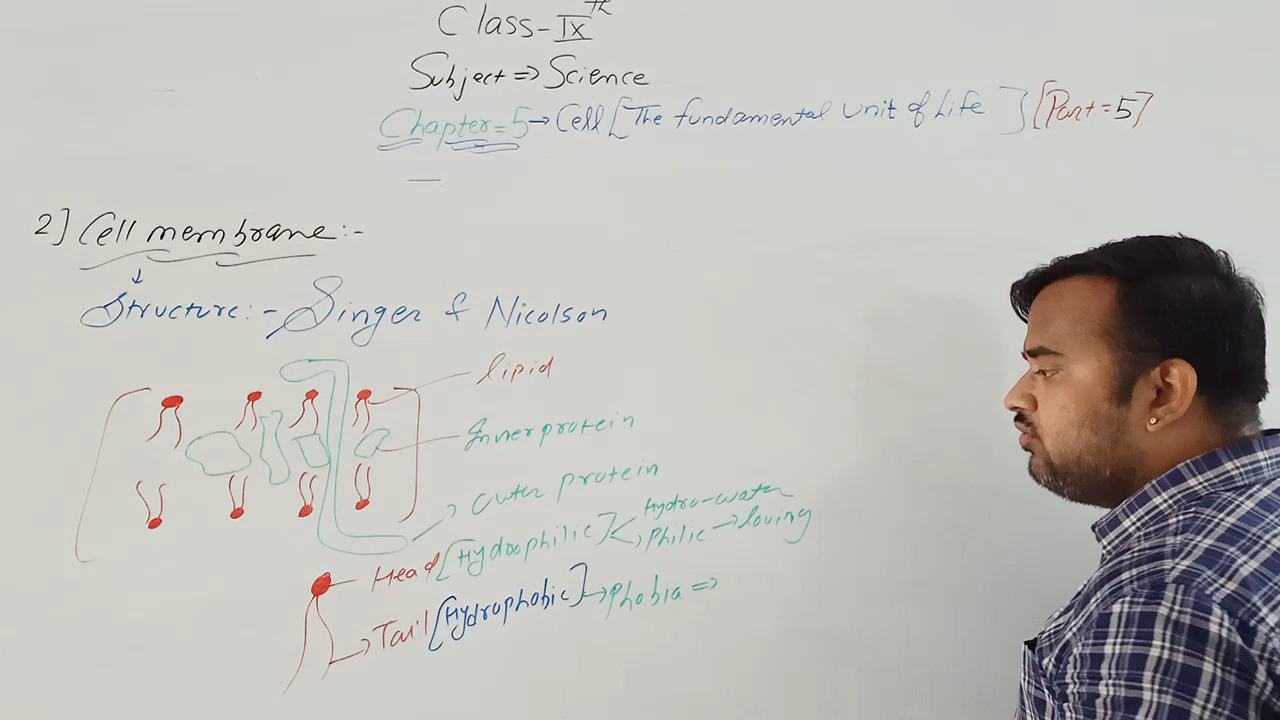 Class-IXth
Subject ⇒ Science
Chapter=5→Cell[The fundamental Unit of Life] [Part=5]
2] Cell membrane:-
↓
Structure:- Singer & Nicolson
lipid
Inner protein
outer protein
Head[Hydrophilic] Hydro-water
Philic→loving
Tail[Hydrophobic]→Phobia⇒